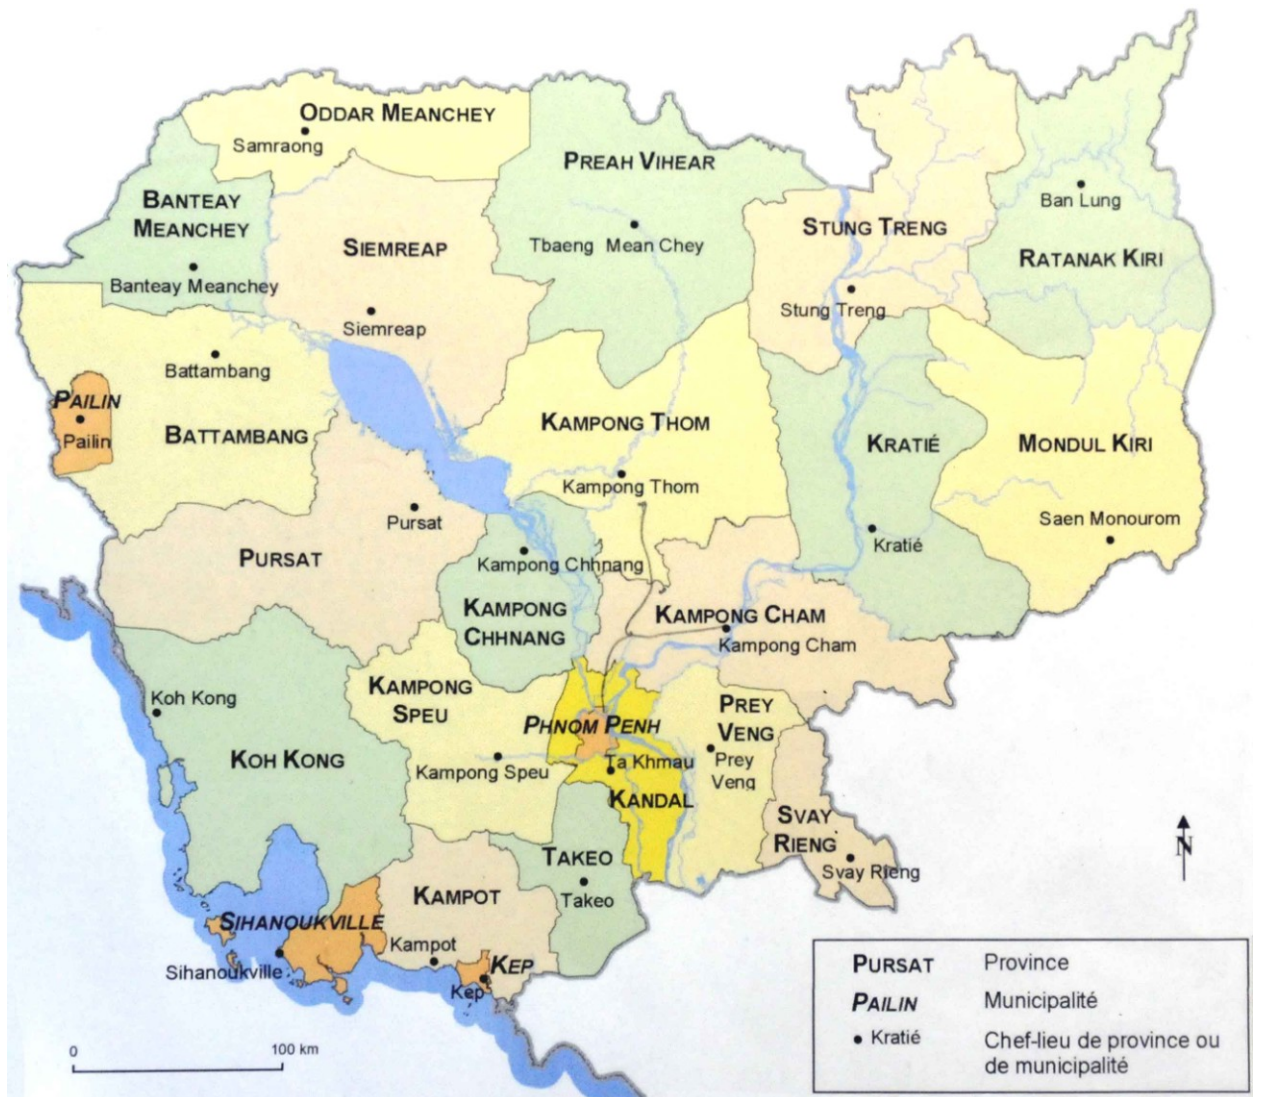 ODDAR MEANCHEY
Samraong
PREAH VIHEAR
BANTEAY
MEANCHEY
Ban Lung
STUNG TRENG
SIEMREAP
Tbaeng Mean Chey
RATANAK KIRI
Banteay Meanchey
Stung Treng
Siemreap
Battambang
PAILIN
Pailin
BATTAMBANG
KAMPONG THOM
KRATIÉ
MONDUL KIRI
Kampong Thom
Pursat
Saen Monourom
Kratié
PURSAT
Kampong Chhnang
KAMPONG
CHHNANG
KAMPONG CHAM
Kampong Cham
KAMPONG
SPEU
Koh Kong
PREY
VENG
PHNOM PENH
KOH KONG
Ta Khmau
Prey
Veng
Kampong Speu
KANDAL
SVAY
RIENG
N
TAKEO
Svay Rieng
KAMPOT
Takeo
SIHANOUKVILLE
Kampot
KEP
Sihanoukville
Kep
PURSAT Province
PAILIN Municipalité
Kratié Chef-lieu de province ou
de municipalité
0 100 km